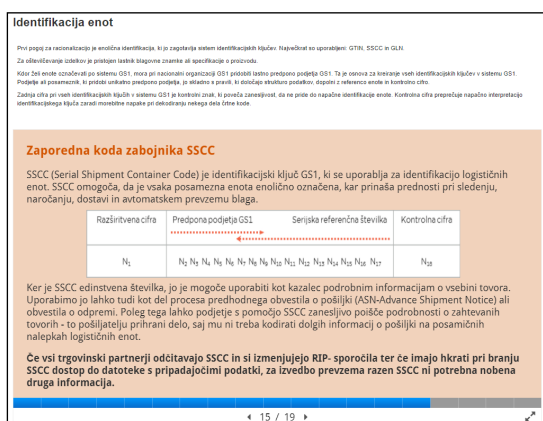 Identifikacija enot
Prvi pogoj za racionalizacijo je enolična identifikacija, ki jo zagotavlja sistem identifikacijskih ključev. Največkrat so uporabljeni: GTIN, SSCC in GLN.
Za oštevilčevanje izdelkov je pristojen lastnik blagovne znamke ali specifikacije o proizvodu.
Kdor želi enote označevati po sistemu GS1, mora pri nacionalni organizaciji GS1 pridobiti lastno predpono podjetja GS1. Ta je osnova za kreiranje vseh identifikacijskih ključev v sistemu GS1.
Podjetje ali posameznik, ki pridobi unikatno predpono podjetja, je skladno s pravili, ki določajo strukturo podatkov, dopolni z referenco enote in kontrolno cifro.
Zadnja cifra pri vseh identifikacijskih ključih v sistemu GS1 je kontrolni znak, ki poveča zanesljivost, da ne pride do napačne identifikacije enote. Kontrolna cifra preprečuje napačno interpretacijo
identifikacijskega ključa zaradi morebitne napake pri dekodiranju nekega dela črtne kode.
Zaporedna koda zabojnika SSCC
SSCC (Serial Shipment Container Code) je identifikacijski ključ GS1, ki se uporablja za identifikacijo logističnih
enot. SSCC omogoča, da je vsaka posamezna enota enolično označena, kar prinaša prednosti pri sledenju,
naročanju, dostavi in avtomatskem prevzemu blaga.
Razširitvena cifra Predpona podjetja GS1 Serijska referenčna številka Kontrolna cifra
N₁ N₂ N₃ N₄ N₅ N₆ N₇ N₈ N₉ N₁₀ N₁₁ N₁₂ N₁₃ N₁₄ N₁₅ N₁₆ N₁₇ N₁₈
Ker je SSCC edinstvena številka, jo je mogoče uporabiti kot kazalec podrobnim informacijam o vsebini tovora.
Uporabimo jo lahko tudi kot del procesa predhodnega obvestila o pošiljki (ASN-Advance Shipment Notice) ali
obvestila o odpremi. Poleg tega lahko podjetje s pomočjo SSCC zanesljivo poišče podrobnosti o zahtevanih
tovorih - to pošiljatelju prihrani delo, saj mu ni treba kodirati dolgih informacij o pošiljki na posamičnih
nalepkah logističnih enot.
Če vsi trgovinski partnerji odčitavajo SSCC in si izmenjujejo RIP- sporočila ter če imajo hkrati pri branju
SSCC dostop do datoteke s pripadajočimi podatki, za izvedbo prevzema razen SSCC ni potrebna nobena
druga informacija.
15 / 19